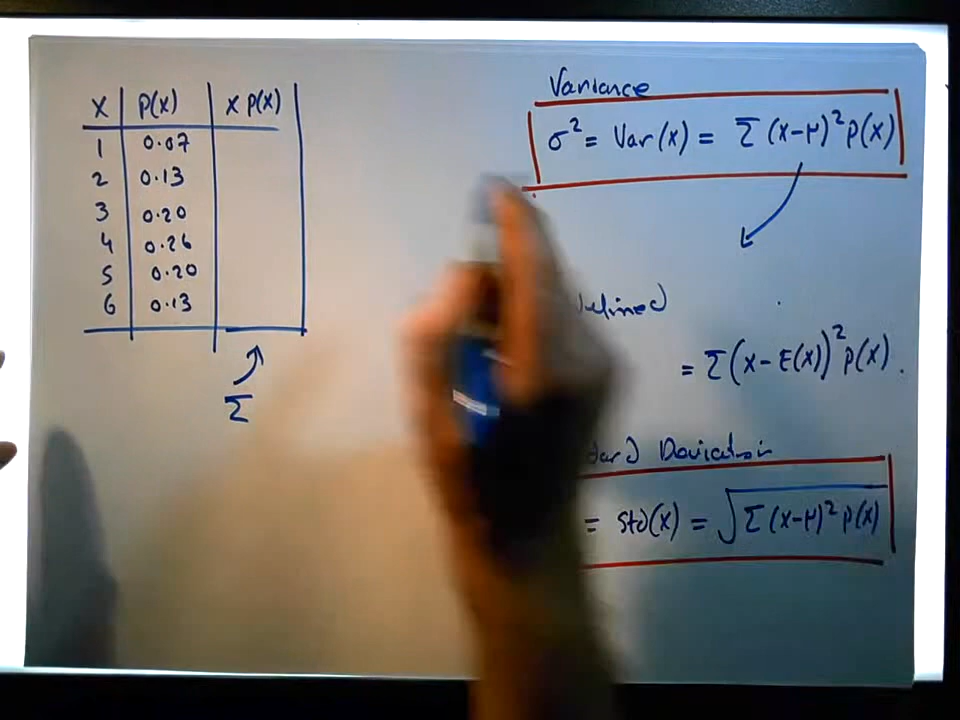 x P(x) x P(x)
1 0.07
2 0.13
3 0.20
4 0.26
5 0.20
6 0.13
Σ
Variance
σ² = Var(x) = Σ (x-μ)² P(x)
= Σ(x - E(x))² P(x).
Deviation
= Std(x) = √Σ (x-μ)² P(x)